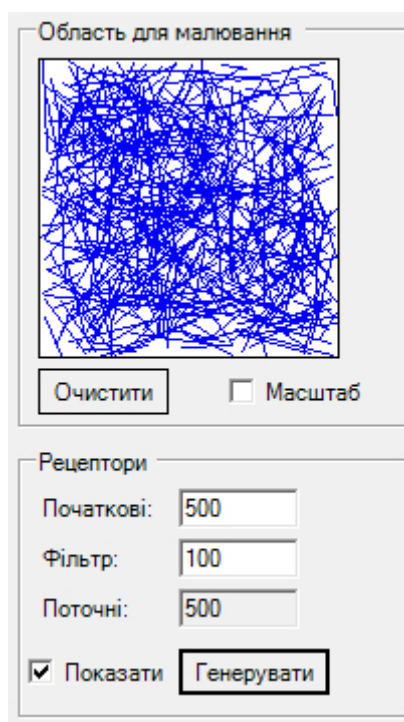 Область для малювання
Очистити Масштаб
Рецептори
Початкові: 500
Фільтр: 100
Поточні: 500
Показати Генерувати